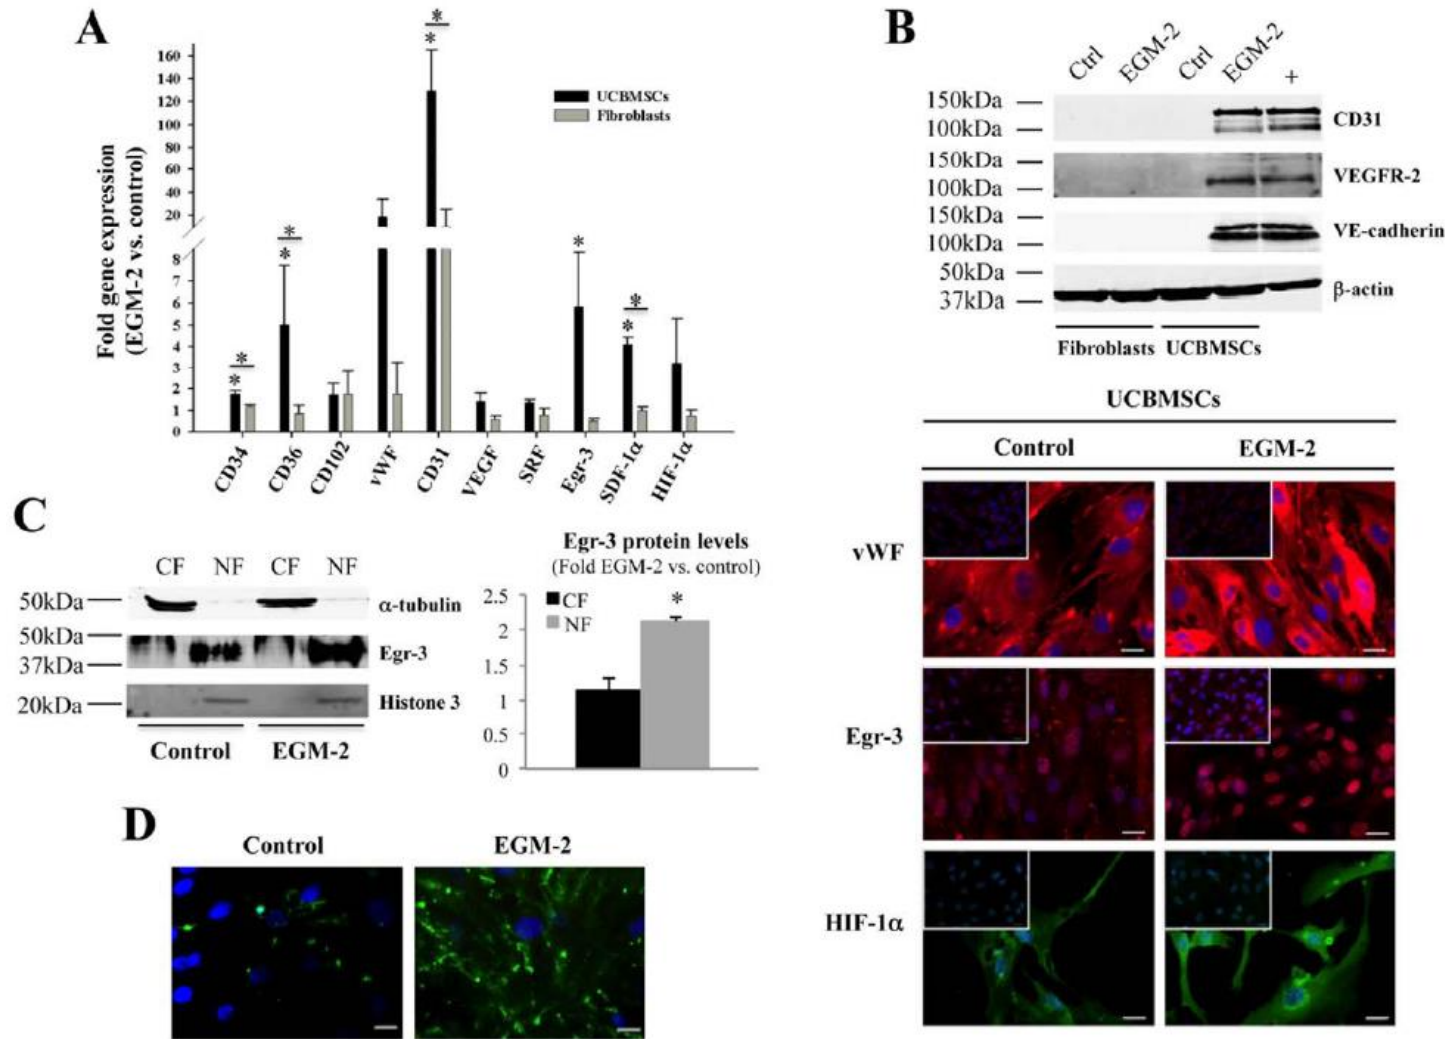 A
Fold gene expression
(EGM-2 vs. control)
160
140
120
100
80
60
40
20
8
7
6
5
4
3
2
1
0
UCBMSCs
Fibroblasts
* * * * * * * * *
CD34 CD36 CD102 vWF CD31 VEGF SRF Egr-3 SDF-1α HIF-1α
B
Ctrl EGM-2 Ctrl EGM-2 +
150kDa
100kDa
CD31
150kDa
100kDa
VEGFR-2
150kDa
100kDa
VE-cadherin
50kDa
37kDa
β-actin
Fibroblasts UCBMSCs
UCBMSCs
Control EGM-2
vWF
Egr-3
HIF-1α
C
CF NF CF NF
50kDa
α-tubulin
50kDa
37kDa
Egr-3
20kDa
Histone 3
Control EGM-2
Egr-3 protein levels
(Fold EGM-2 vs. control)
2.5
2
1.5
1
0.5
0
CF
NF
*
D
Control EGM-2